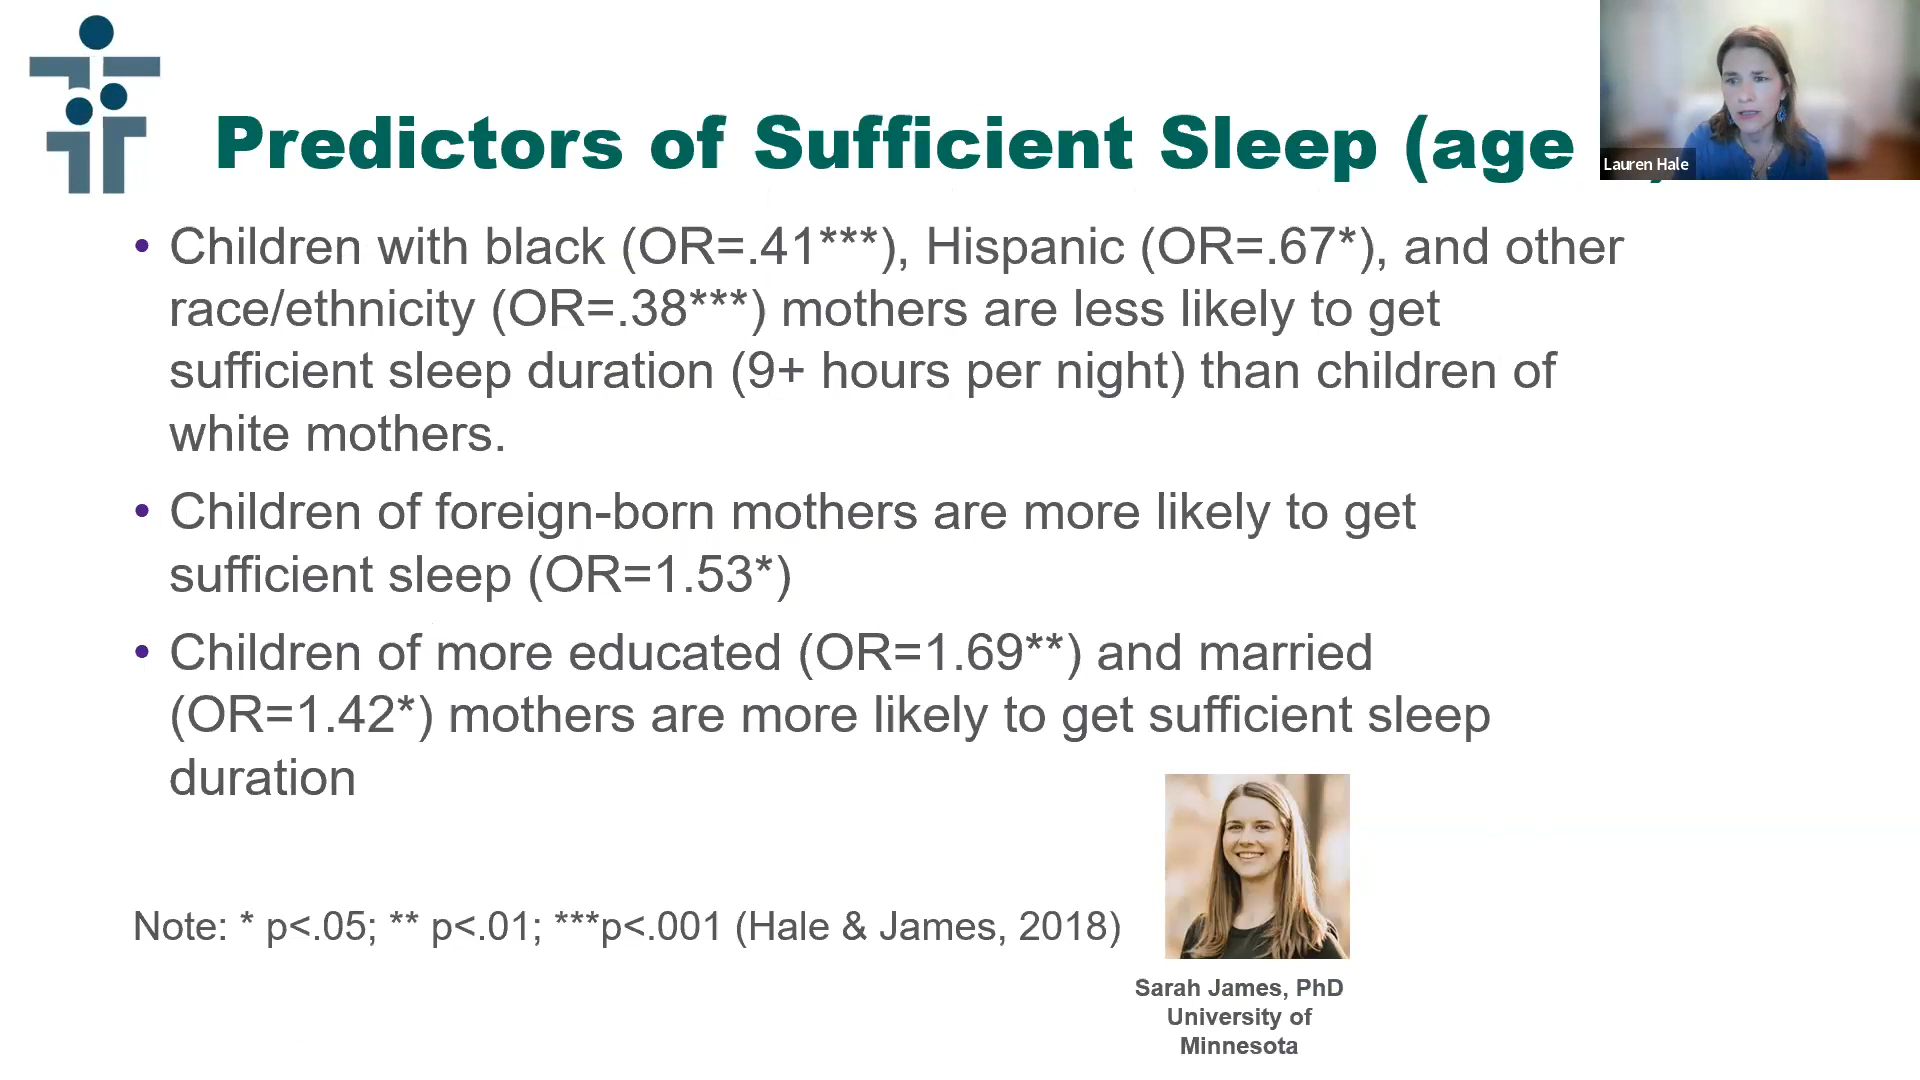 Predictors of Sufficient Sleep (age
Lauren Hale
• Children with black (OR=.41***), Hispanic (OR=.67*), and other
race/ethnicity (OR=.38***) mothers are less likely to get
sufficient sleep duration (9+ hours per night) than children of
white mothers.
• Children of foreign-born mothers are more likely to get
sufficient sleep (OR=1.53*)
• Children of more educated (OR=1.69**) and married
(OR=1.42*) mothers are more likely to get sufficient sleep
duration
Note: * p<.05; ** p<.01; ***p<.001 (Hale & James, 2018)
Sarah James, PhD
University of
Minnesota